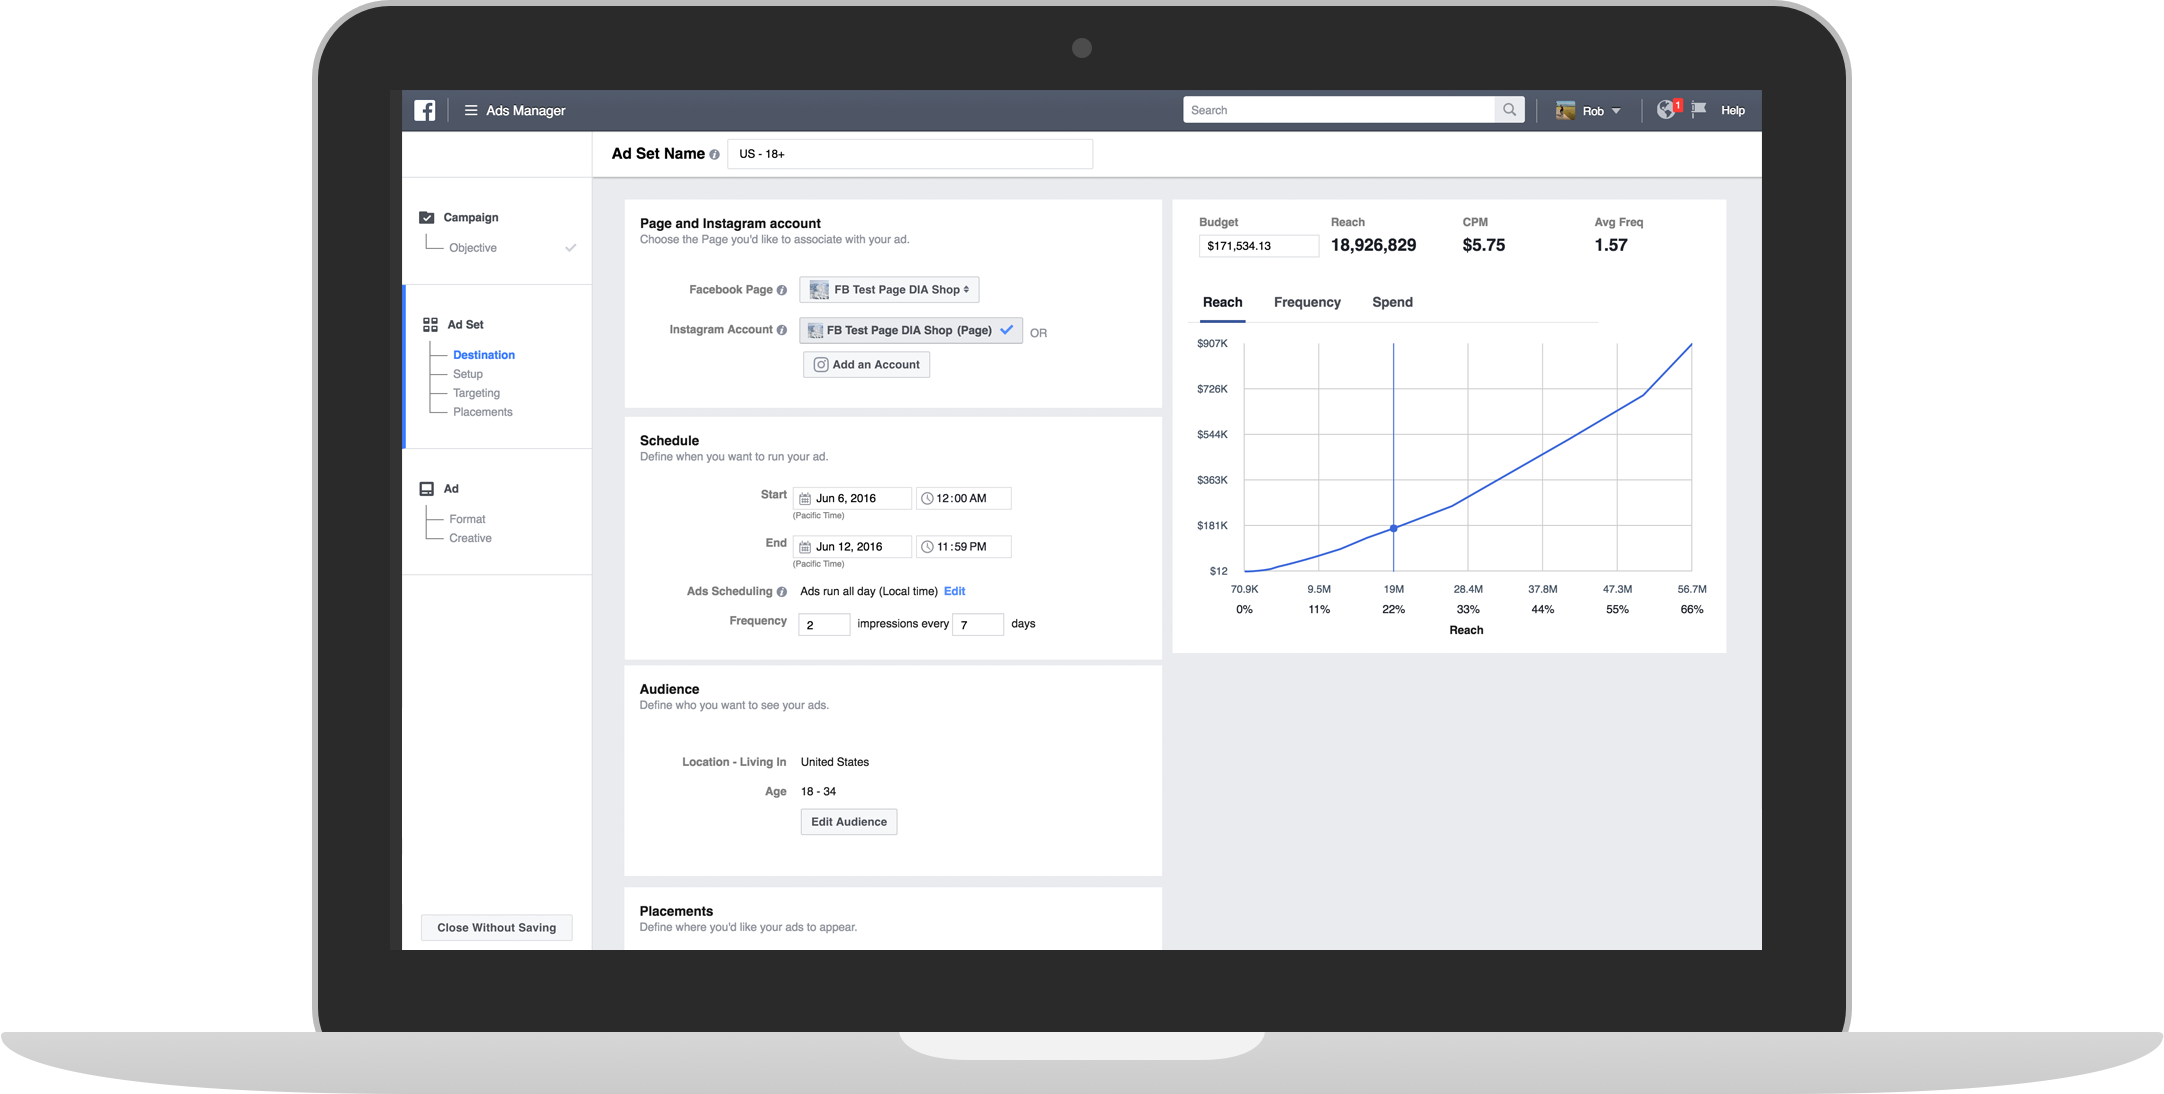 Ads Manager
Search
Rob
1
Help
Ad Set Name
US - 18+
Campaign
Objective
Ad Set
Destination
Setup
Targeting
Placements
Ad
Format
Creative
Close Without Saving
Page and Instagram account
Choose the Page you'd like to associate with your ad.
Facebook Page FB Test Page DIA Shop
Instagram Account FB Test Page DIA Shop (Page) OR
Add an Account
Schedule
Define when you want to run your ad.
Start Jun 6, 2016 12:00 AM
(Pacific Time)
End Jun 12, 2016 11:59 PM
(Pacific Time)
Ads Scheduling Ads run all day (Local time) Edit
Frequency 2 impressions every 7 days
Audience
Define who you want to see your ads.
Location - Living In United States
Age 18 - 34
Edit Audience
Placements
Define where you'd like your ads to appear.
Budget Reach CPM Avg Freq
$171,534.13 18,926,829 $5.75 1.57
Reach Frequency Spend
$907K
$726K
$544K
$363K
$181K
$12
70.9K 9.5M 19M 28.4M 37.8M 47.3M 56.7M
0% 11% 22% 33% 44% 55% 66%
Reach